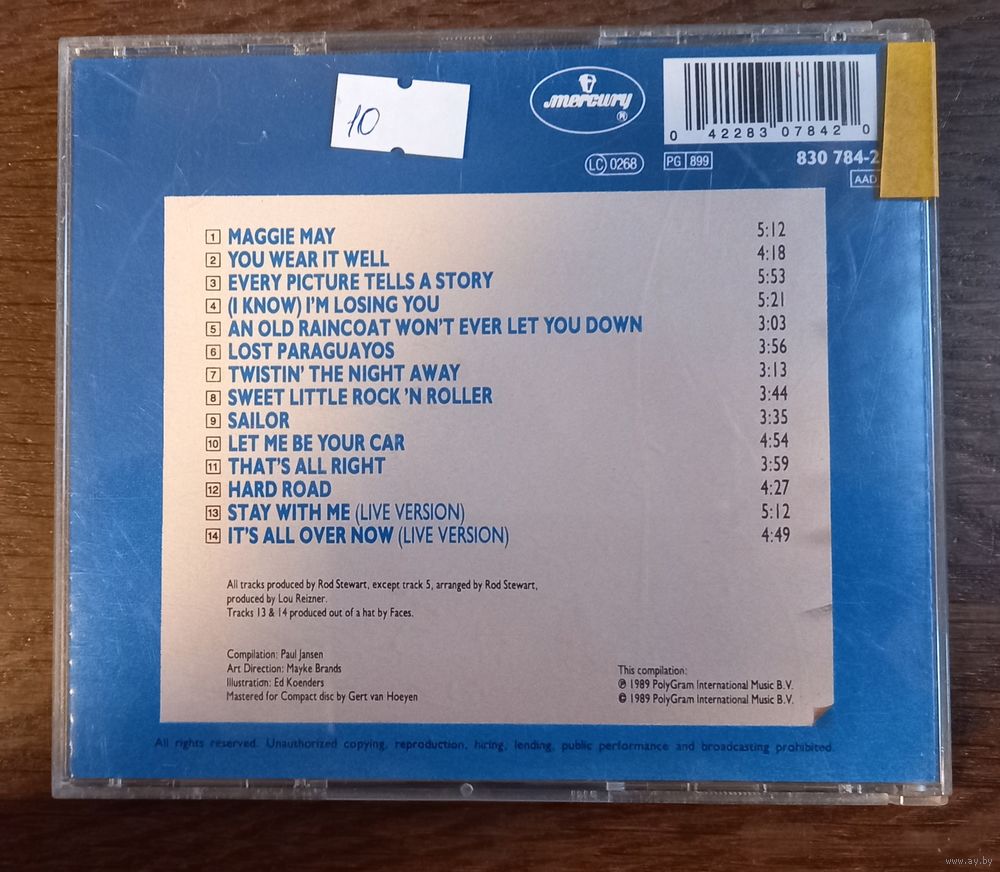 10
mercury
®
0 42283 07842 0
LC 0268
PG 899
830 784-2
AAD
1 MAGGIE MAY 5:12
2 YOU WEAR IT WELL 4:18
3 EVERY PICTURE TELLS A STORY 5:53
4 (I KNOW) I'M LOSING YOU 5:21
5 AN OLD RAINCOAT WON'T EVER LET YOU DOWN 3:03
6 LOST PARAGUAYOS 3:56
7 TWISTIN' THE NIGHT AWAY 3:13
8 SWEET LITTLE ROCK 'N ROLLER 3:44
9 SAILOR 3:35
10 LET ME BE YOUR CAR 4:54
11 THAT'S ALL RIGHT 3:59
12 HARD ROAD 4:27
13 STAY WITH ME (LIVE VERSION) 5:12
14 IT'S ALL OVER NOW (LIVE VERSION) 4:49
All tracks produced by Rod Stewart, except track 5, arranged by Rod Stewart,
produced by Lou Reizner.
Tracks 13 & 14 produced out of a hat by Faces.
Compilation: Paul Jansen
Art Direction: Mayke Brands
Illustration: Ed Koenders
Mastered for Compact disc by Gert van Hoeyen
This compilation:
℗ 1989 PolyGram International Music B.V.
© 1989 PolyGram International Music B.V.
All rights reserved. Unauthorized copying, reproduction, hiring, lending, public performance and broadcasting prohibited.
www.ay.by